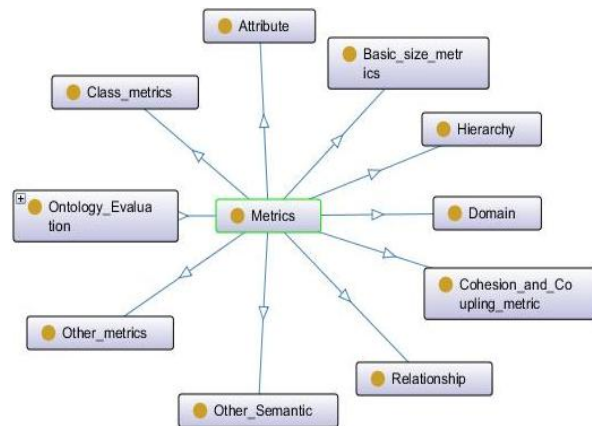 Attribute
Basic_size_metr
ics
Class_metrics
Hierarchy
Ontology_Evalua
tion
Metrics
Domain
Cohesion_and_Co
upling_metric
Other_metrics
Relationship
Other_Semantic